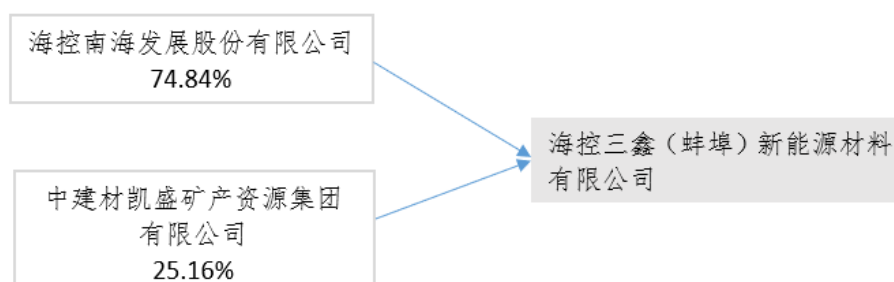 海控南海发展股份有限公司
74.84%
海控三鑫（蚌埠）新能源材料
有限公司
中建材凯盛矿产资源集团
有限公司
25.16%